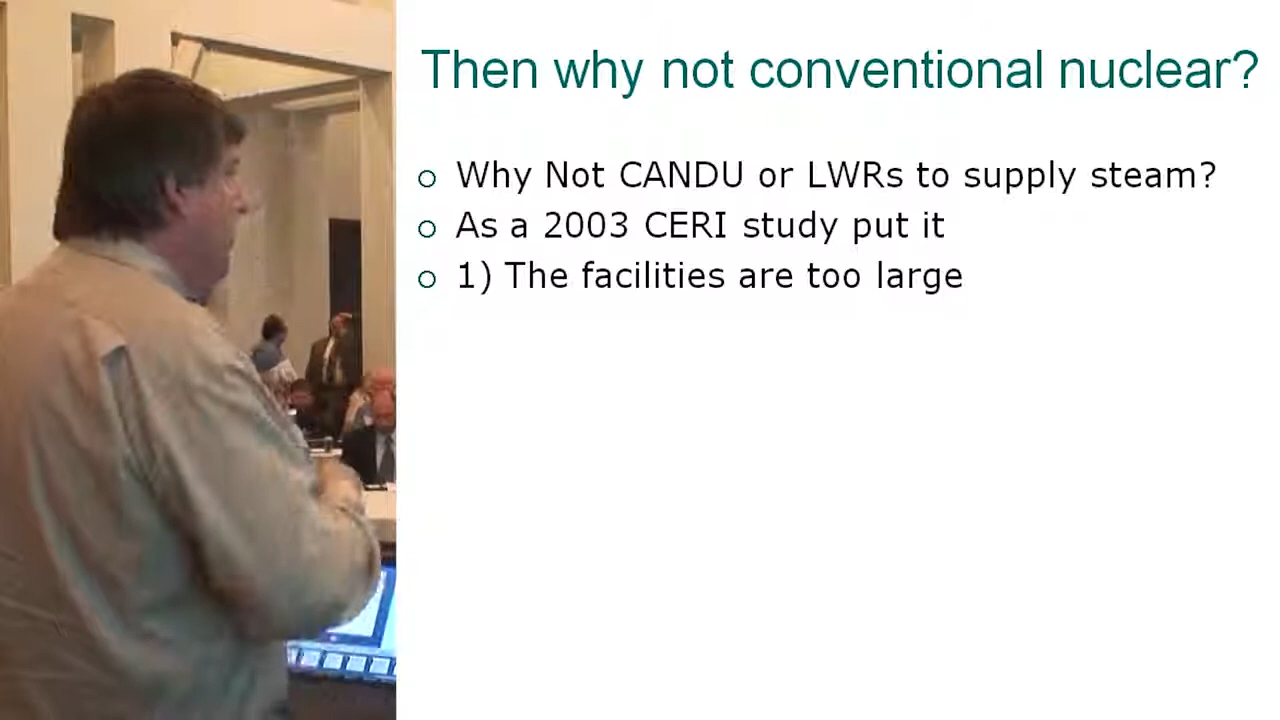 Then why not conventional nuclear?
Why Not CANDU or LWRs to supply steam?
As a 2003 CERI study put it
1) The facilities are too large